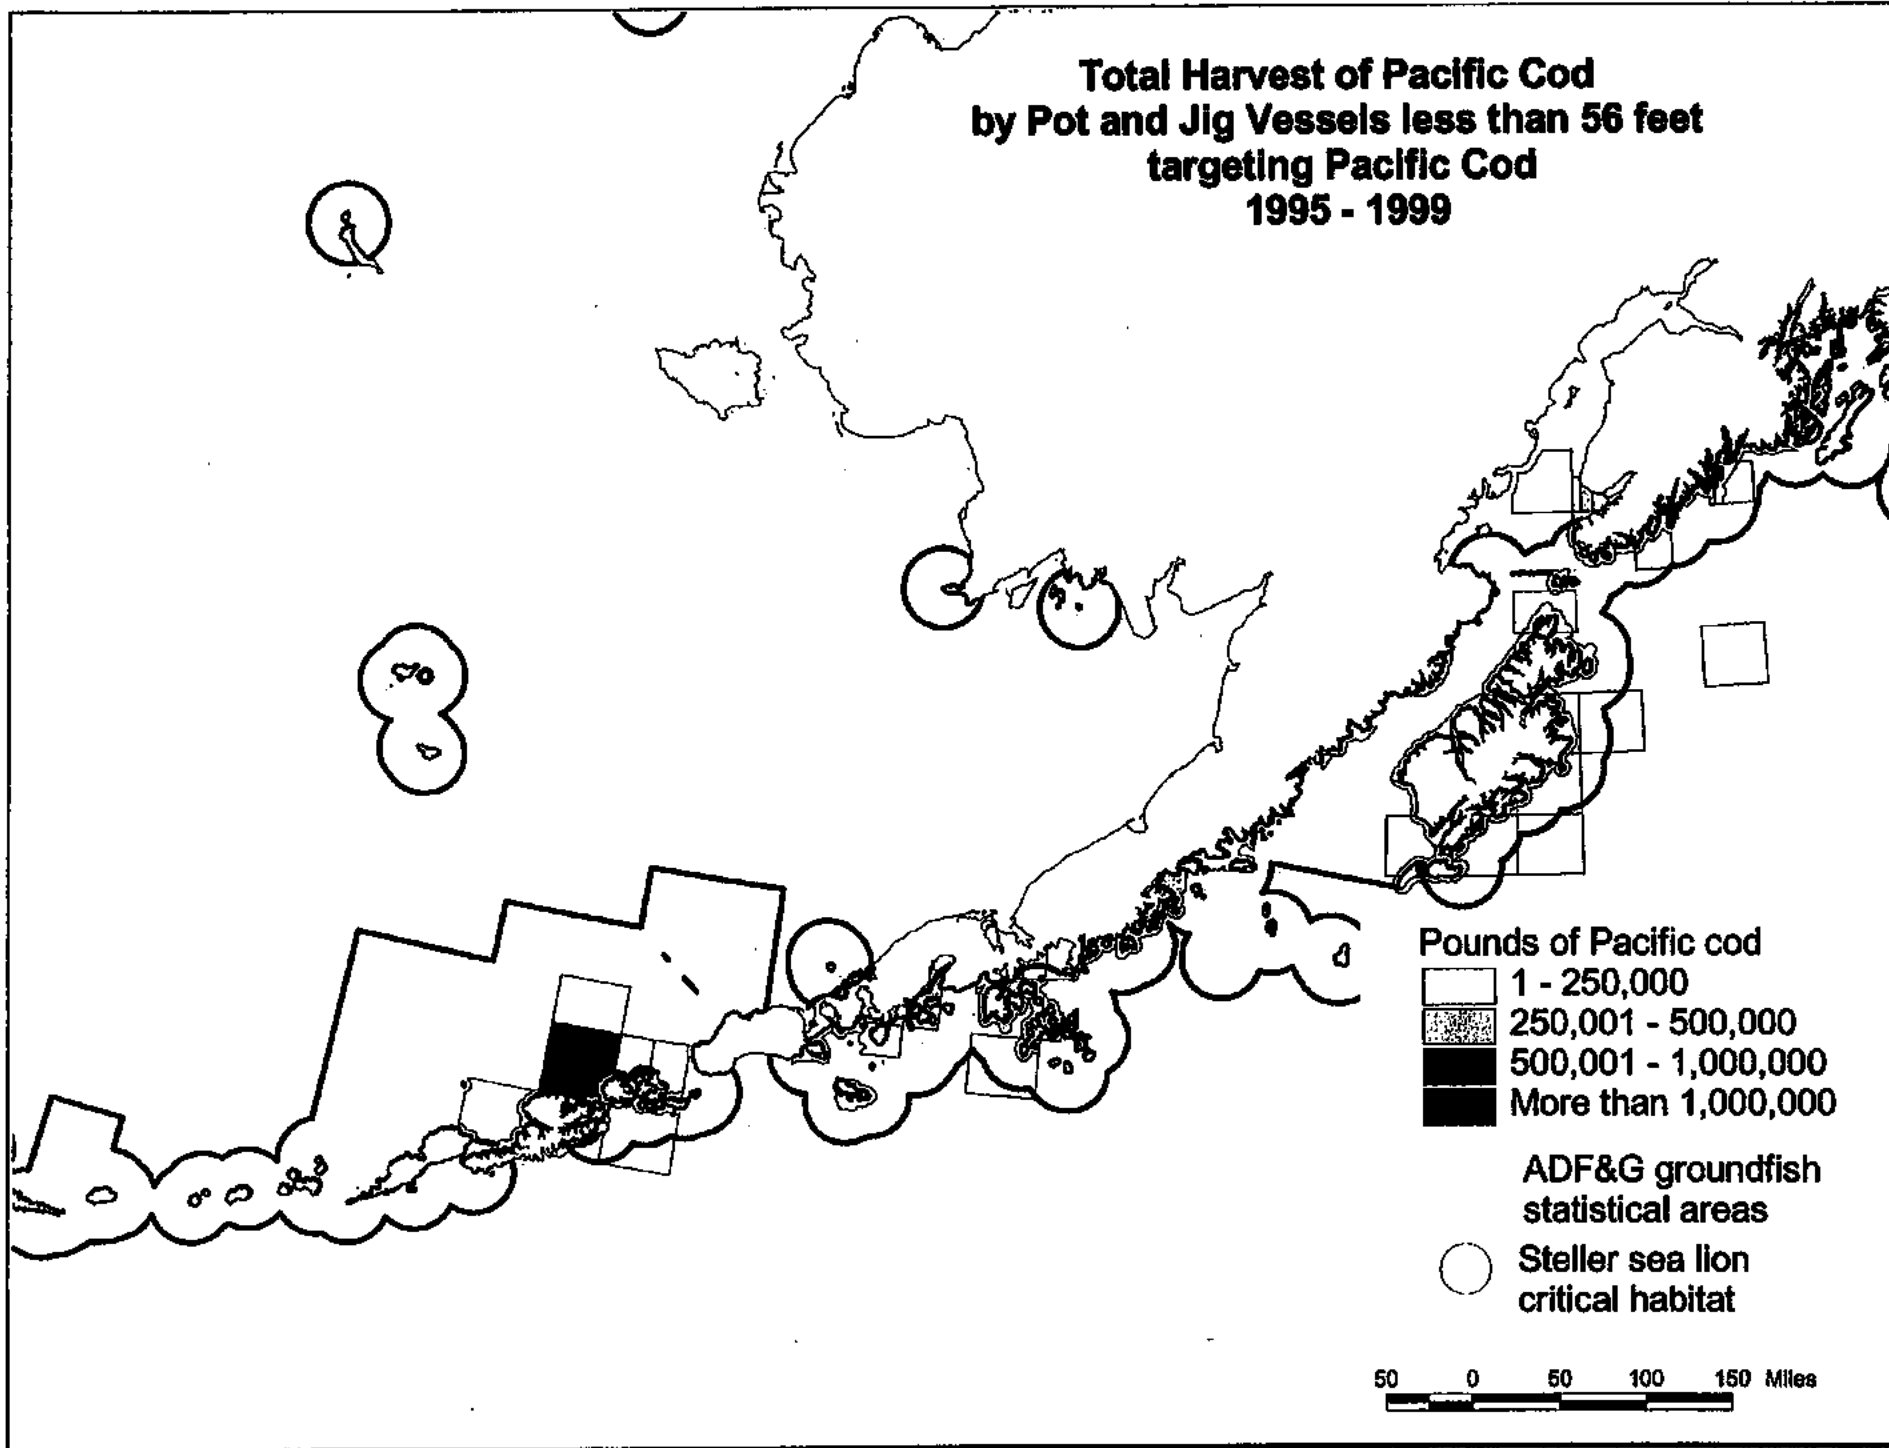 Total Harvest of Pacific Cod
by Pot and Jig Vessels less than 56 feet
targeting Pacific Cod
1995 - 1999
Pounds of Pacific cod
1 - 250,000
250,001 - 500,000
500,001 - 1,000,000
More than 1,000,000
ADF&G groundfish
statistical areas
Steller sea lion
critical habitat
50 0 50 100 150 Miles